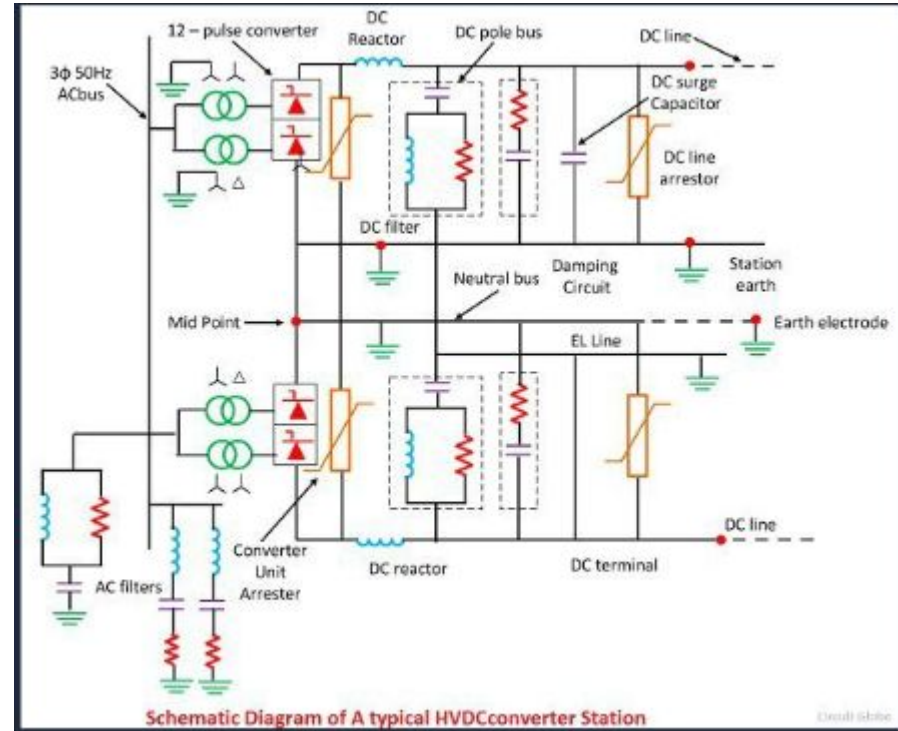 DC
Reactor
12 – pulse converter
DC pole bus
DC line
3ϕ 50Hz
ACbus
DC surge
Capacitor
DC line
arrestor
DC filter
Damping
Circuit
Station
earth
Neutral bus
Mid Point
Earth electrode
EL Line
Converter
Unit
Arrester
DC reactor
DC terminal
DC line
AC filters
Schematic Diagram of A typical HVDCconverter Station
Circuit Globe